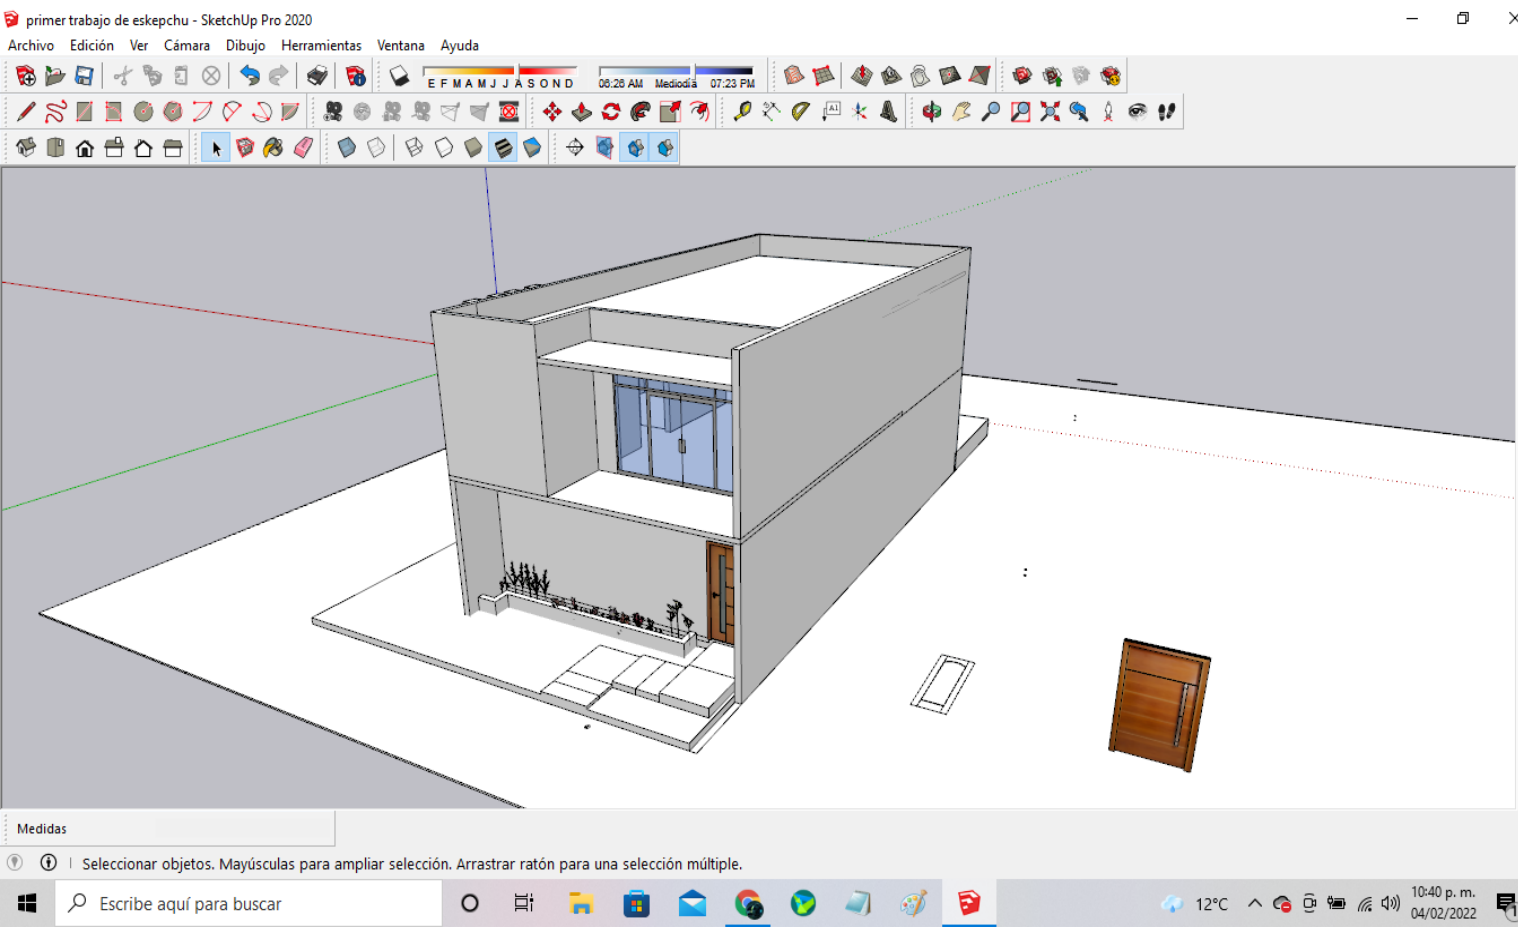 primer trabajo de eskepchu - SketchUp Pro 2020
Archivo Edición Ver Cámara Dibujo Herramientas Ventana Ayuda
E F M A M J J A S O N D 06:26 AM Mediodía 07:23 PM
A1
Medidas
Seleccionar objetos. Mayúsculas para ampliar selección. Arrastrar ratón para una selección múltiple.
Escribe aquí para buscar
12°C
10:40 p. m.
04/02/2022
1